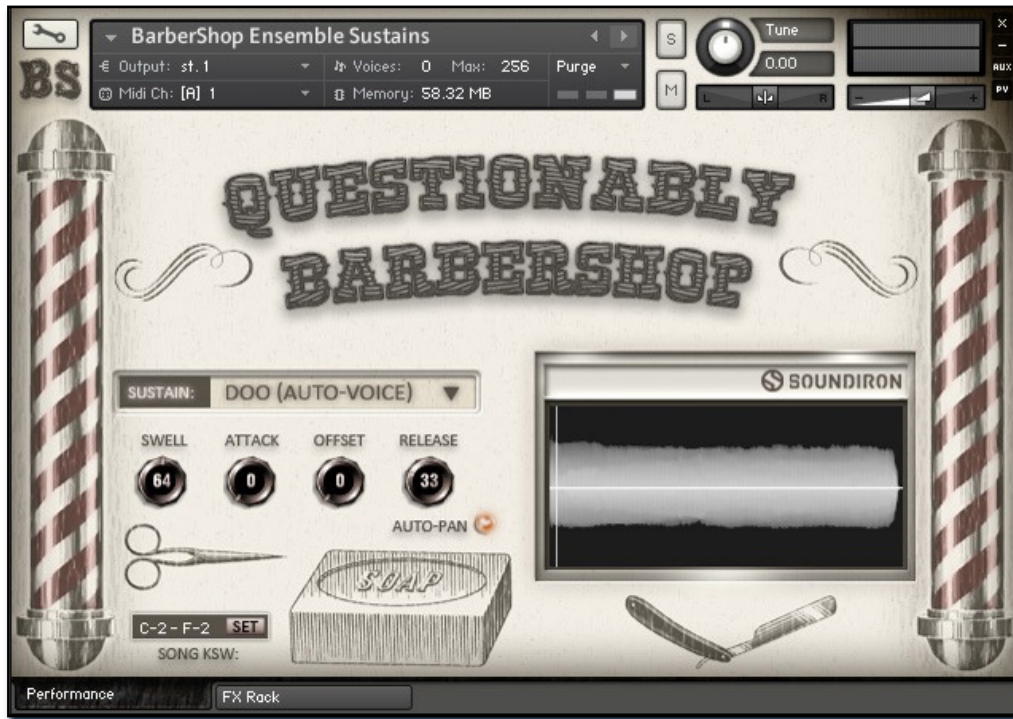 BarberShop Ensemble Sustains
Output: st.1
Voices: 0 Max: 256
Purge
Midi Ch: [A] 1
Memory: 58.32 MB
S
M
Tune
0.00
L
R
-
+
X
-
AUX
PV
BS
QUESTIONABLY
BARBERSHOP
SUSTAIN: DOO (AUTO-VOICE)
SWELL ATTACK OFFSET RELEASE
64 0 0 33
AUTO-PAN
SOUNDIRON
SOAP
C-2 - F-2 SET
SONG KSW:
Performance
FX Rack